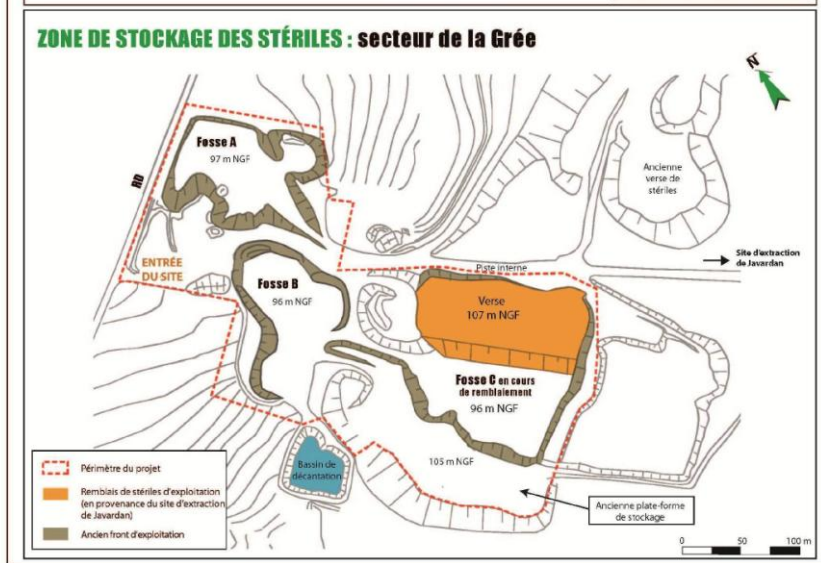 ZONE DE STOCKAGE DES STÉRILES : secteur de la Grée
N
Fosse A
97 m NGF
RD
Ancienne
verse de
stériles
ENTRÉE
DU SITE
Site d'extraction
de Javardan
Piste interne
Fosse B
96 m NGF
Verse
107 m NGF
Fosse C en cours
de remblaiement
96 m NGF
105 m NGF
Bassin de
décantation
Ancienne plate-forme
de stockage
Périmètre du projet
Remblais de stériles d'exploitation
(en provenance du site d'extraction
de Javardan)
Ancien front d'exploitation
0 50 100 m